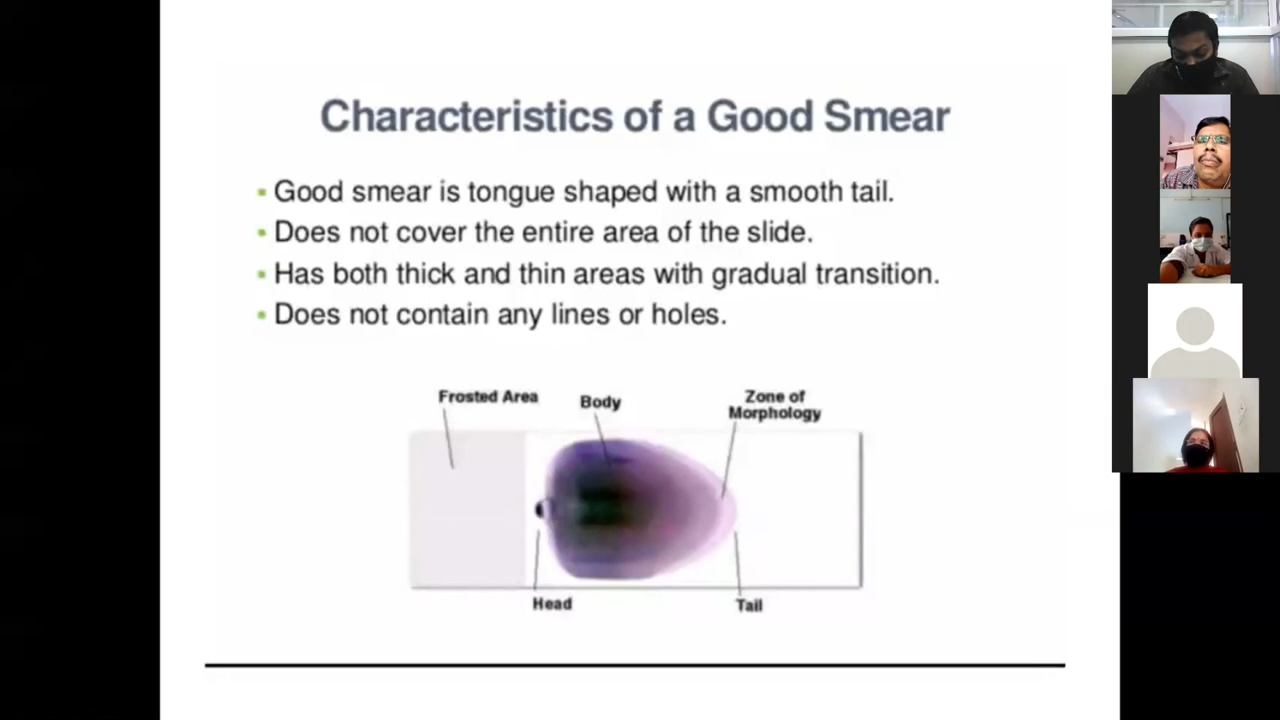 Characteristics of a Good Smear
Good smear is tongue shaped with a smooth tail.
Does not cover the entire area of the slide.
Has both thick and thin areas with gradual transition.
Does not contain any lines or holes.
Frosted Area
Body
Zone of
Morphology
Head
Tail